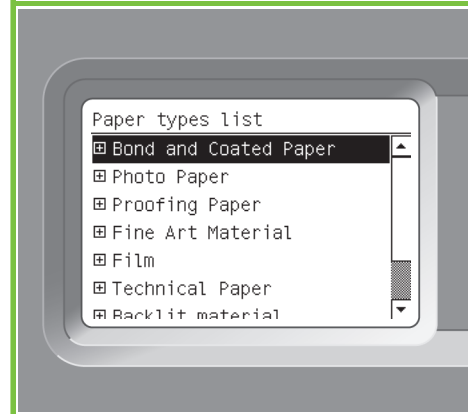 Paper types list
Bond and Coated Paper
Photo Paper
Proofing Paper
Fine Art Material
Film
Technical Paper
Backlit material